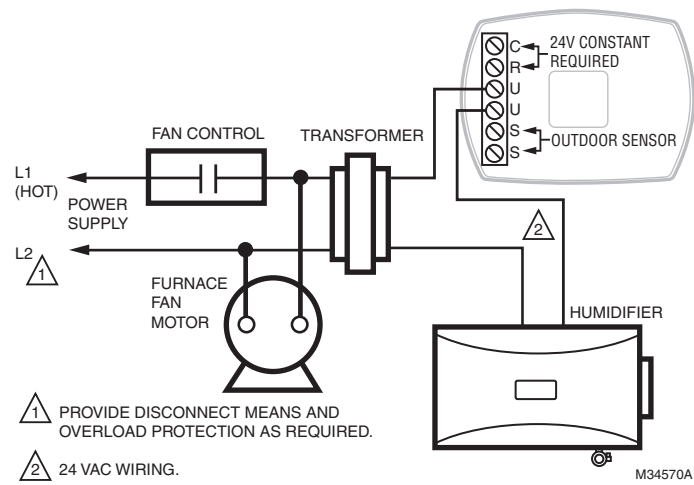 C
24V CONSTANT
REQUIRED
R
U
U
S
OUTDOOR SENSOR
S
FAN CONTROL
TRANSFORMER
L1
(HOT)
POWER
SUPPLY
L2
1
2
FURNACE
FAN
MOTOR
HUMIDIFIER
1 PROVIDE DISCONNECT MEANS AND
OVERLOAD PROTECTION AS REQUIRED.
2 24 VAC WIRING.
M34570A